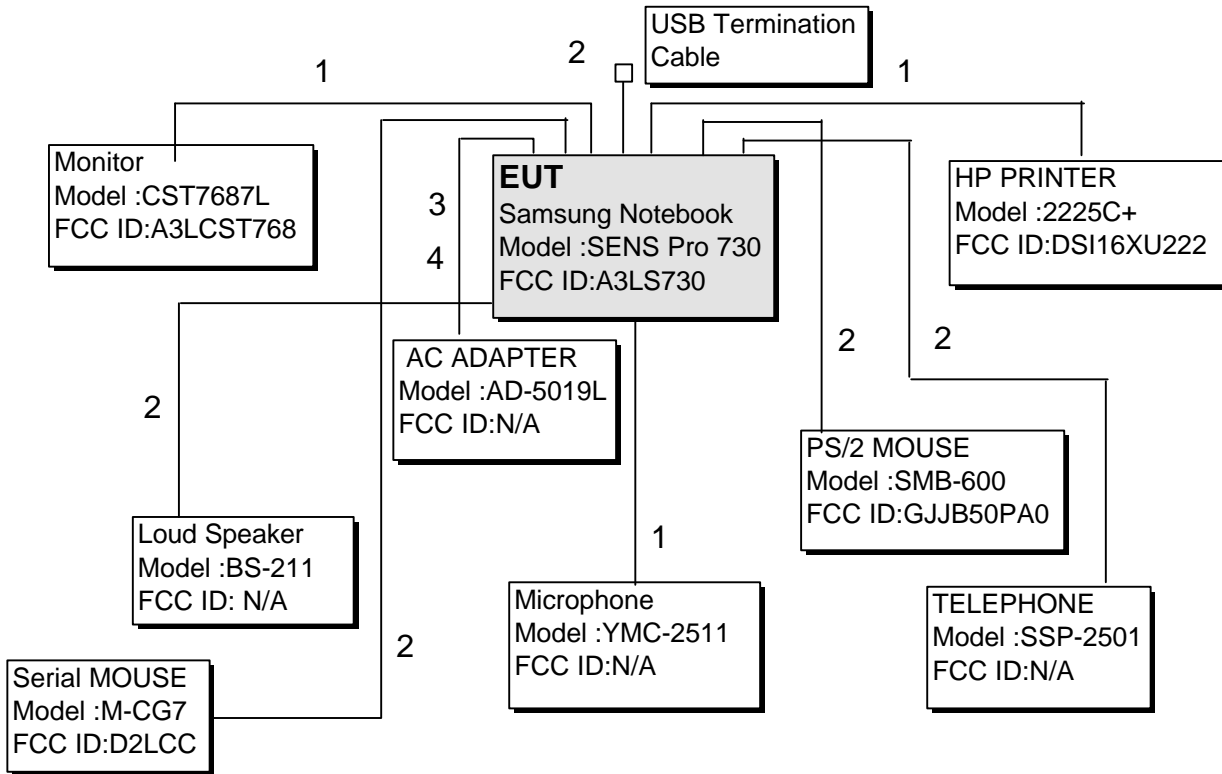 USB Termination
Cable
2
1
1
Monitor
Model :CST7687L
FCC ID:A3LCST768
EUT
Samsung Notebook
Model :SENS Pro 730
FCC ID:A3LS730
HP PRINTER
Model :2225C+
FCC ID:DSI16XU222
3
4
AC ADAPTER
Model :AD-5019L
FCC ID:N/A
2
2
2
PS/2 MOUSE
Model :SMB-600
FCC ID:GJJB50PA0
Loud Speaker
Model :BS-211
FCC ID: N/A
1
Microphone
Model :YMC-2511
FCC ID:N/A
TELEPHONE
Model :SSP-2501
FCC ID:N/A
2
Serial MOUSE
Model :M-CG7
FCC ID:D2LCC